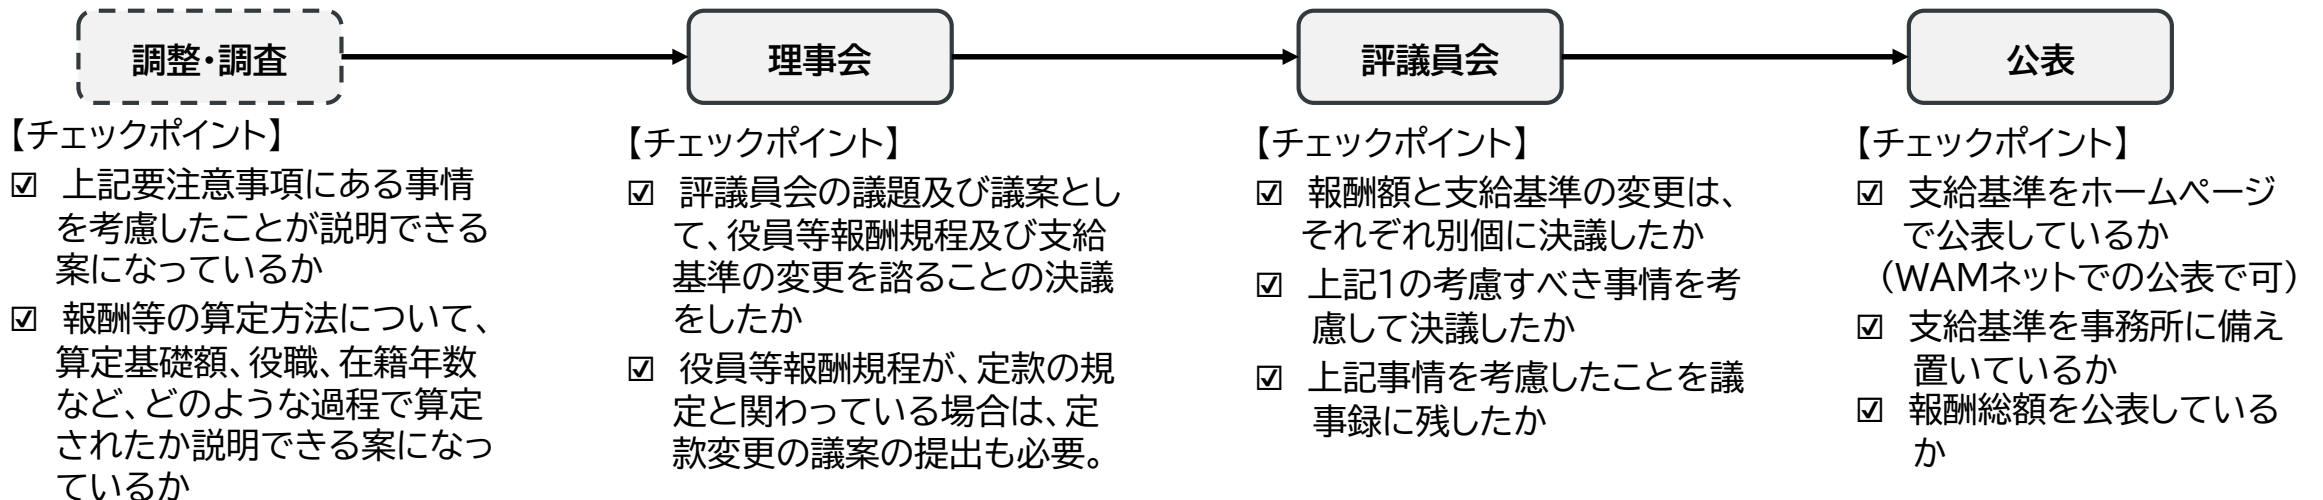 調整・調査
理事会
評議員会
公表
【チェックポイント】
☑ 上記要注意事項にある事情
を考慮したことが説明できる
案になっているか
☑ 報酬等の算定方法について、
算定基礎額、役職、在籍年数
など、どのような過程で算定
されたか説明できる案になっ
ているか
【チェックポイント】
☑ 評議員会の議題及び議案とし
て、役員等報酬規程及び支給
基準の変更を諮ることの決議
をしたか
☑ 役員等報酬規程が、定款の規
定と関わっている場合は、定
款変更の議案の提出も必要。
【チェックポイント】
☑ 報酬額と支給基準の変更は、
それぞれ別個に決議したか
☑ 上記1の考慮すべき事情を考
慮して決議したか
☑ 上記事情を考慮したことを議
事録に残したか
【チェックポイント】
☑ 支給基準をホームページ
で公表しているか
(WAMネットでの公表で可)
☑ 支給基準を事務所に備え
置いているか
☑ 報酬総額を公表している
か